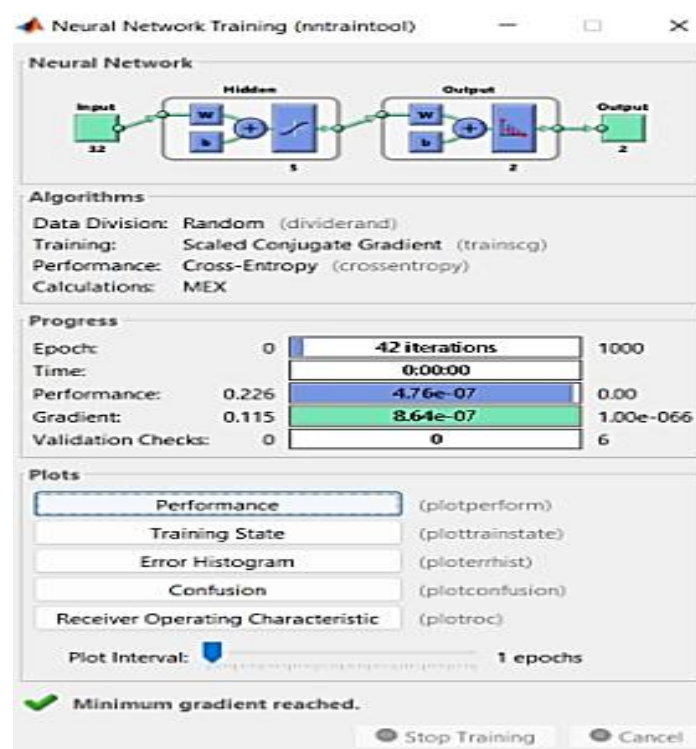 Neural Network Training (nntraintool)
Neural Network
Hidden
Output
Input
W
b
W
b
Output
12
5
2
2
Algorithms
Data Division: Random (dividerand)
Training: Scaled Conjugate Gradient (trainscg)
Performance: Cross-Entropy (crossentropy)
Calculations: MEX
Progress
Epoch: 0 42 iterations 1000
Time: 0:00:00
Performance: 0.226 4.76e-07 0.00
Gradient: 0.115 8.64e-07 1.00e-066
Validation Checks: 0 0 6
Plots
Performance (plotperform)
Training State (plottrainstate)
Error Histogram (ploterrhist)
Confusion (plotconfusion)
Receiver Operating Characteristic (plotroc)
Plot Interval: 1 epochs
Minimum gradient reached.
Stop Training Cancel